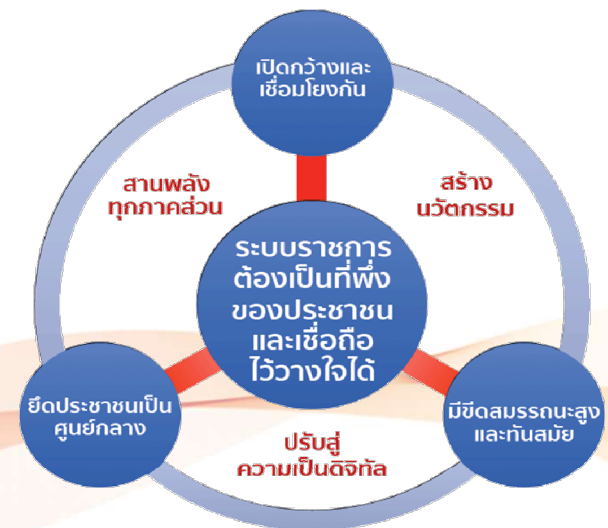 เปิดกว้างและ
เชื่อมโยงกัน
สานพลัง
ทุกภาคส่วน
สร้าง
นวัตกรรม
ระบบราชการ
ต้องเป็นที่พึ่ง
ของประชาชน
และเชื่อถือ
ไว้วางใจได้
ยึดประชาชนเป็น
ศูนย์กลาง
มีขีดสมรรถนะสูง
และทันสมัย
ปรับสู่
ความเป็นดิจิทัล